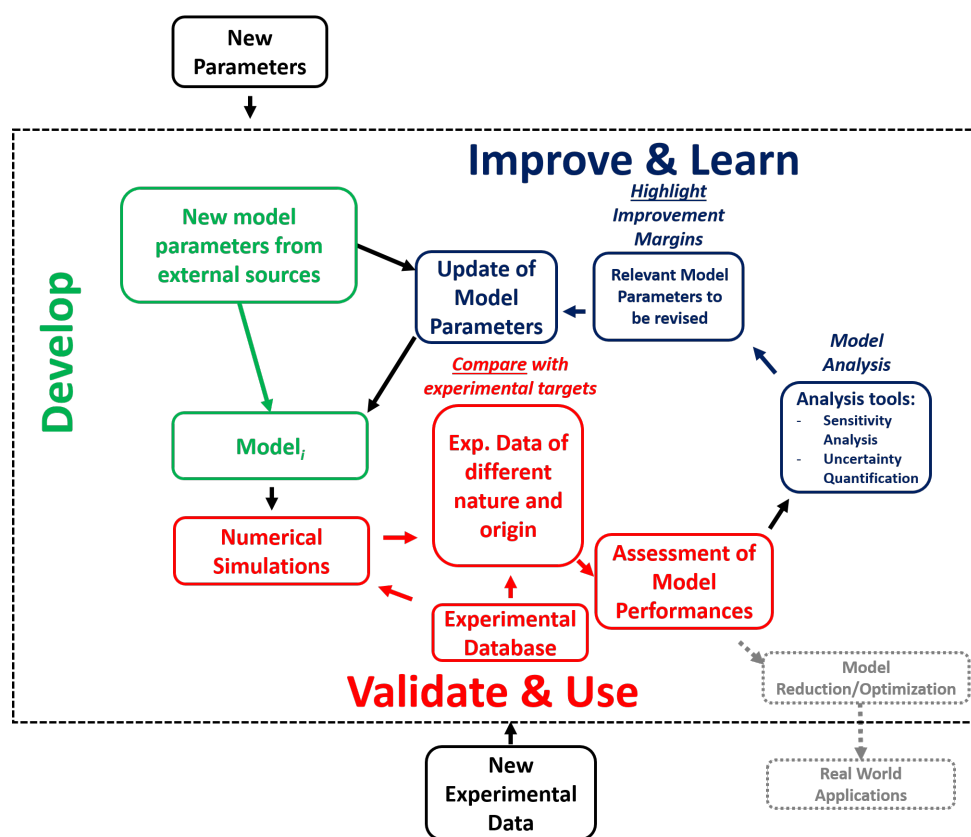 New
Parameters
Improve & Learn
Develop
New model
parameters from
external sources
Highlight
Improvement
Margins
Update of
Model
Parameters
Relevant Model
Parameters to
be revised
Model
Analysis
Analysis tools:
- Sensitivity
Analysis
- Uncertainty
Quantification
Compare with
experimental targets
Model i
Exp. Data of
different
nature and
origin
Numerical
Simulations
Assessment of
Model
Performances
Experimental
Database
Validate & Use
Model
Reduction/Optimization
New
Experimental
Data
Real World
Applications